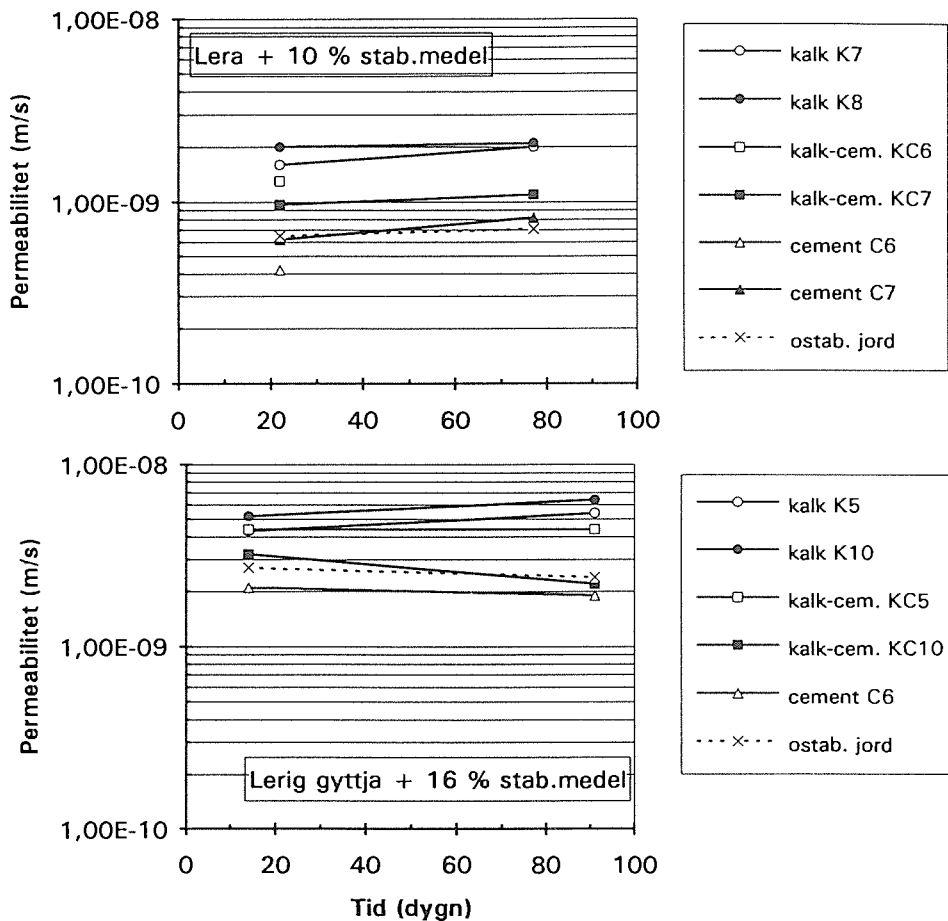 1,00E-08
Lera + 10 % stab.medel
1,00E-09
1,00E-10
Permeabilitet (m/s)
0 20 40 60 80 100
kalk K7
kalk K8
kalk-cem. KC6
kalk-cem. KC7
cement C6
cement C7
ostab. jord
1,00E-08
1,00E-09
1,00E-10
Permeabilitet (m/s)
Lerig gyttja + 16 % stab.medel
0 20 40 60 80 100
Tid (dygn)
kalk K5
kalk K10
kalk-cem. KC5
kalk-cem. KC10
cement C6
ostab. jord